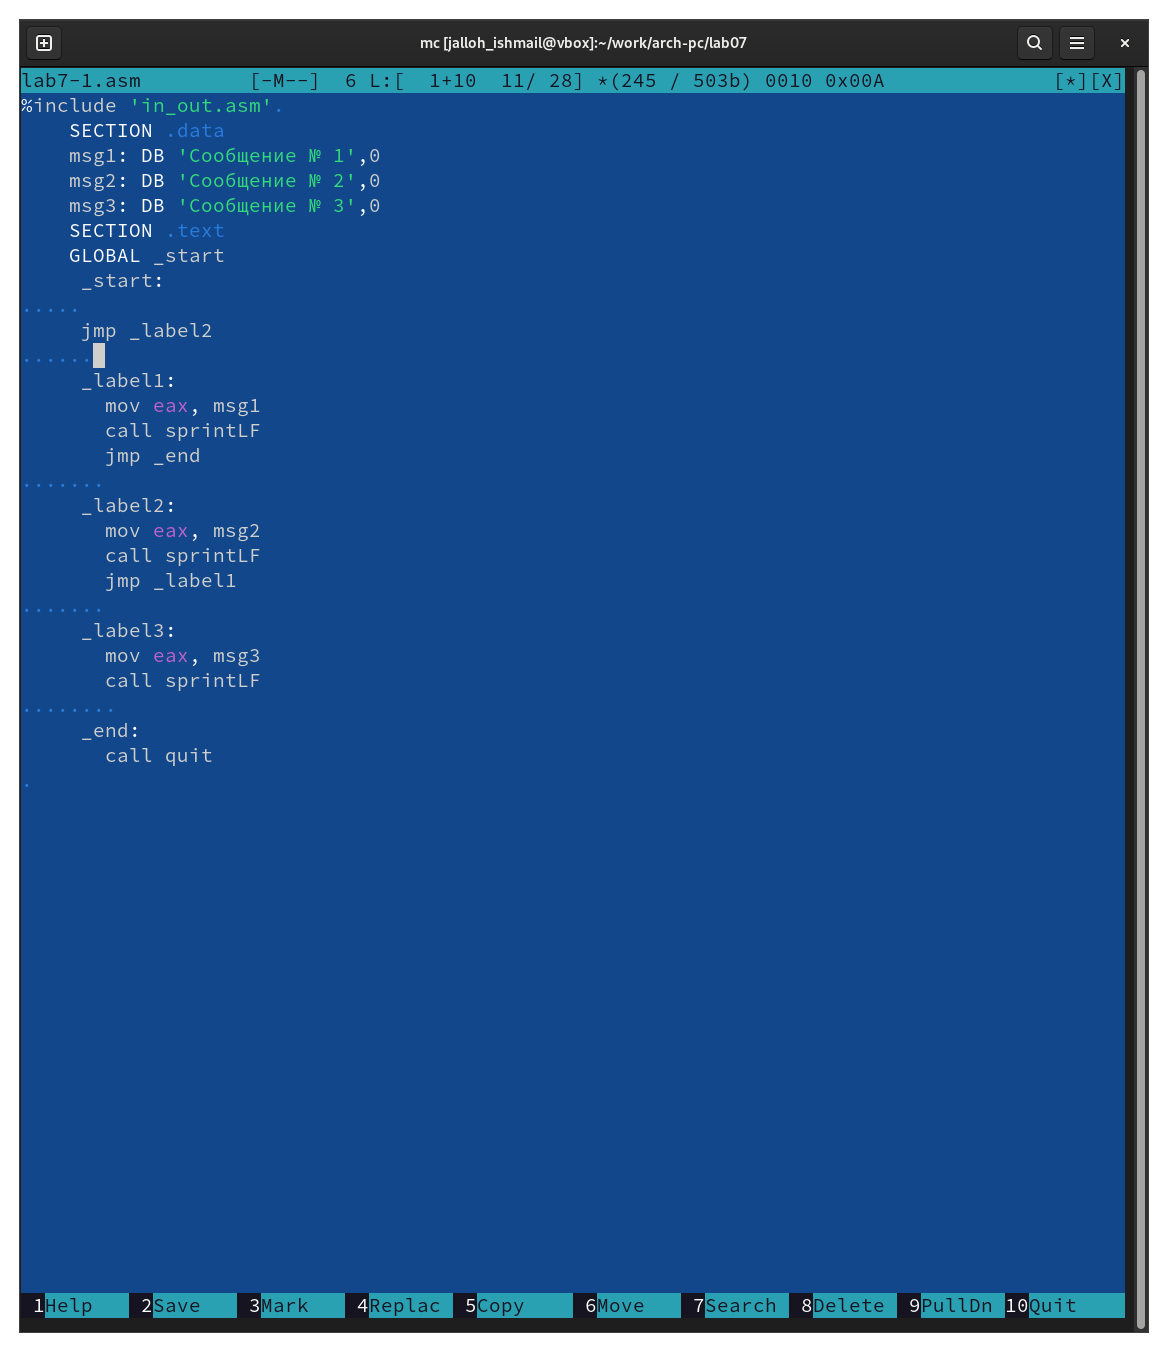 mc [jalloh_ishmail@vbox]:~/work/arch-pc/lab07
lab7-1.asm [-M--] 6 L:[ 1+10 11/ 28] *(245 / 503b) 0010 0x00A [*][X]
%include 'in_out.asm'.
SECTION .data
msg1: DB 'Сообщение № 1',0
msg2: DB 'Сообщение № 2',0
msg3: DB 'Сообщение № 3',0
SECTION .text
GLOBAL _start
_start:
.....
jmp _label2
......
_label1:
mov eax, msg1
call sprintLF
jmp _end
.......
_label2:
mov eax, msg2
call sprintLF
jmp _label1
.......
_label3:
mov eax, msg3
call sprintLF
........
_end:
call quit
.
1Help 2Save 3Mark 4Replac 5Copy 6Move 7Search 8Delete 9PullDn 10Quit